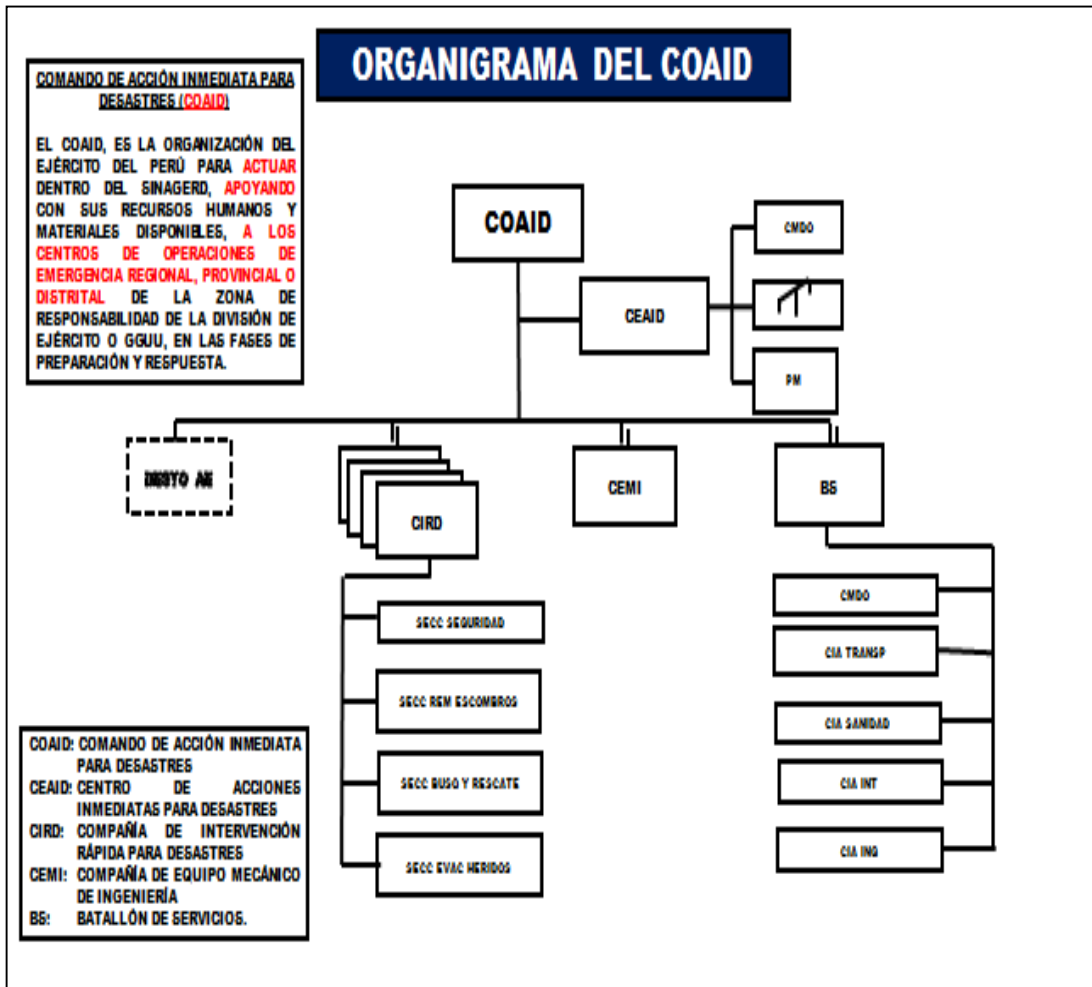 ORGANIGRAMA DEL COAID
COMANDO DE ACCIÓN INMEDIATA PARA
DESASTRES (COAID)
EL COAID, ES LA ORGANIZACIÓN DEL
EJÉRCITO DEL PERÚ PARA ACTUAR
DENTRO DEL SINAGERD, APOYANDO
CON SUS RECURSOS HUMANOS Y
MATERIALES DISPONIBLES, A LOS
CENTROS DE OPERACIONES DE
EMERGENCIA REGIONAL, PROVINCIAL O
DISTRITAL DE LA ZONA DE
RESPONSABILIDAD DE LA DIVISIÓN DE
EJÉRCITO O GGUU, EN LAS FASES DE
PREPARACIÓN Y RESPUESTA.
COAID
CMDO
CEAID
PM
AE
CIRD
CEMI
BS
SECC SEGURIDAD
SECC REM ESCOMBROS
SECC BUSQ Y RESCATE
SECC EVAC HERIDOS
CMDO
CIA TRANSP
CIA SANIDAD
CIA INT
CIA ING
COAID: COMANDO DE ACCIÓN INMEDIATA
PARA DESASTRES
CEAID: CENTRO DE ACCIONES
INMEDIATAS PARA DESASTRES
CIRD: COMPAÑÍA DE INTERVENCIÓN
RÁPIDA PARA DESASTRES
CEMI: COMPAÑÍA DE EQUIPO MECÁNICO
DE INGENIERÍA
BS: BATALLÓN DE SERVICIOS.